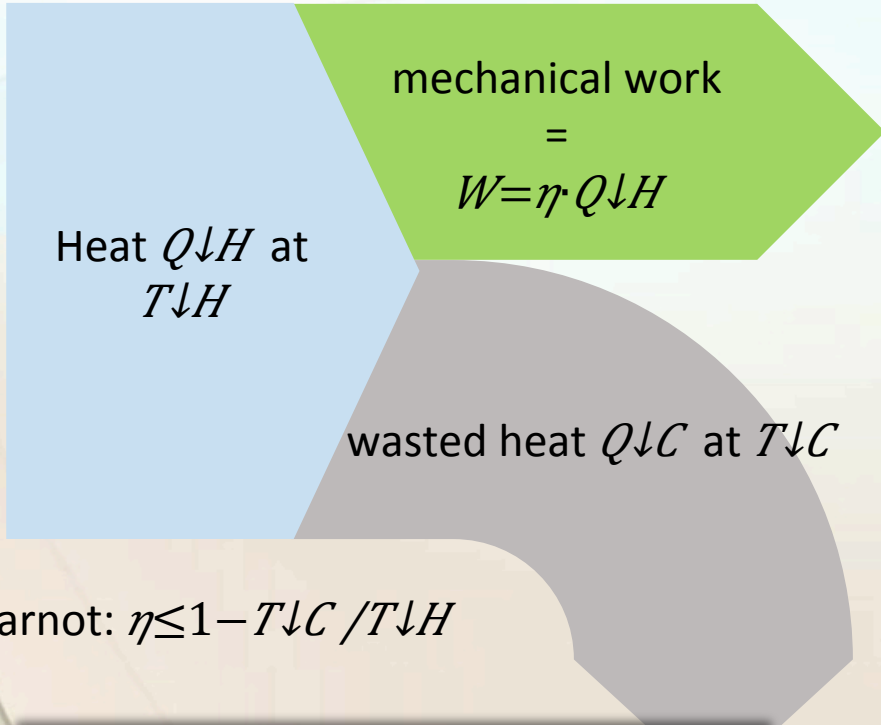 mechanical work
=
W=η·Q↓H
Heat Q↓H at
T↓H
wasted heat Q↓C at T↓C
arnot: η≤1−T↓C /T↓H